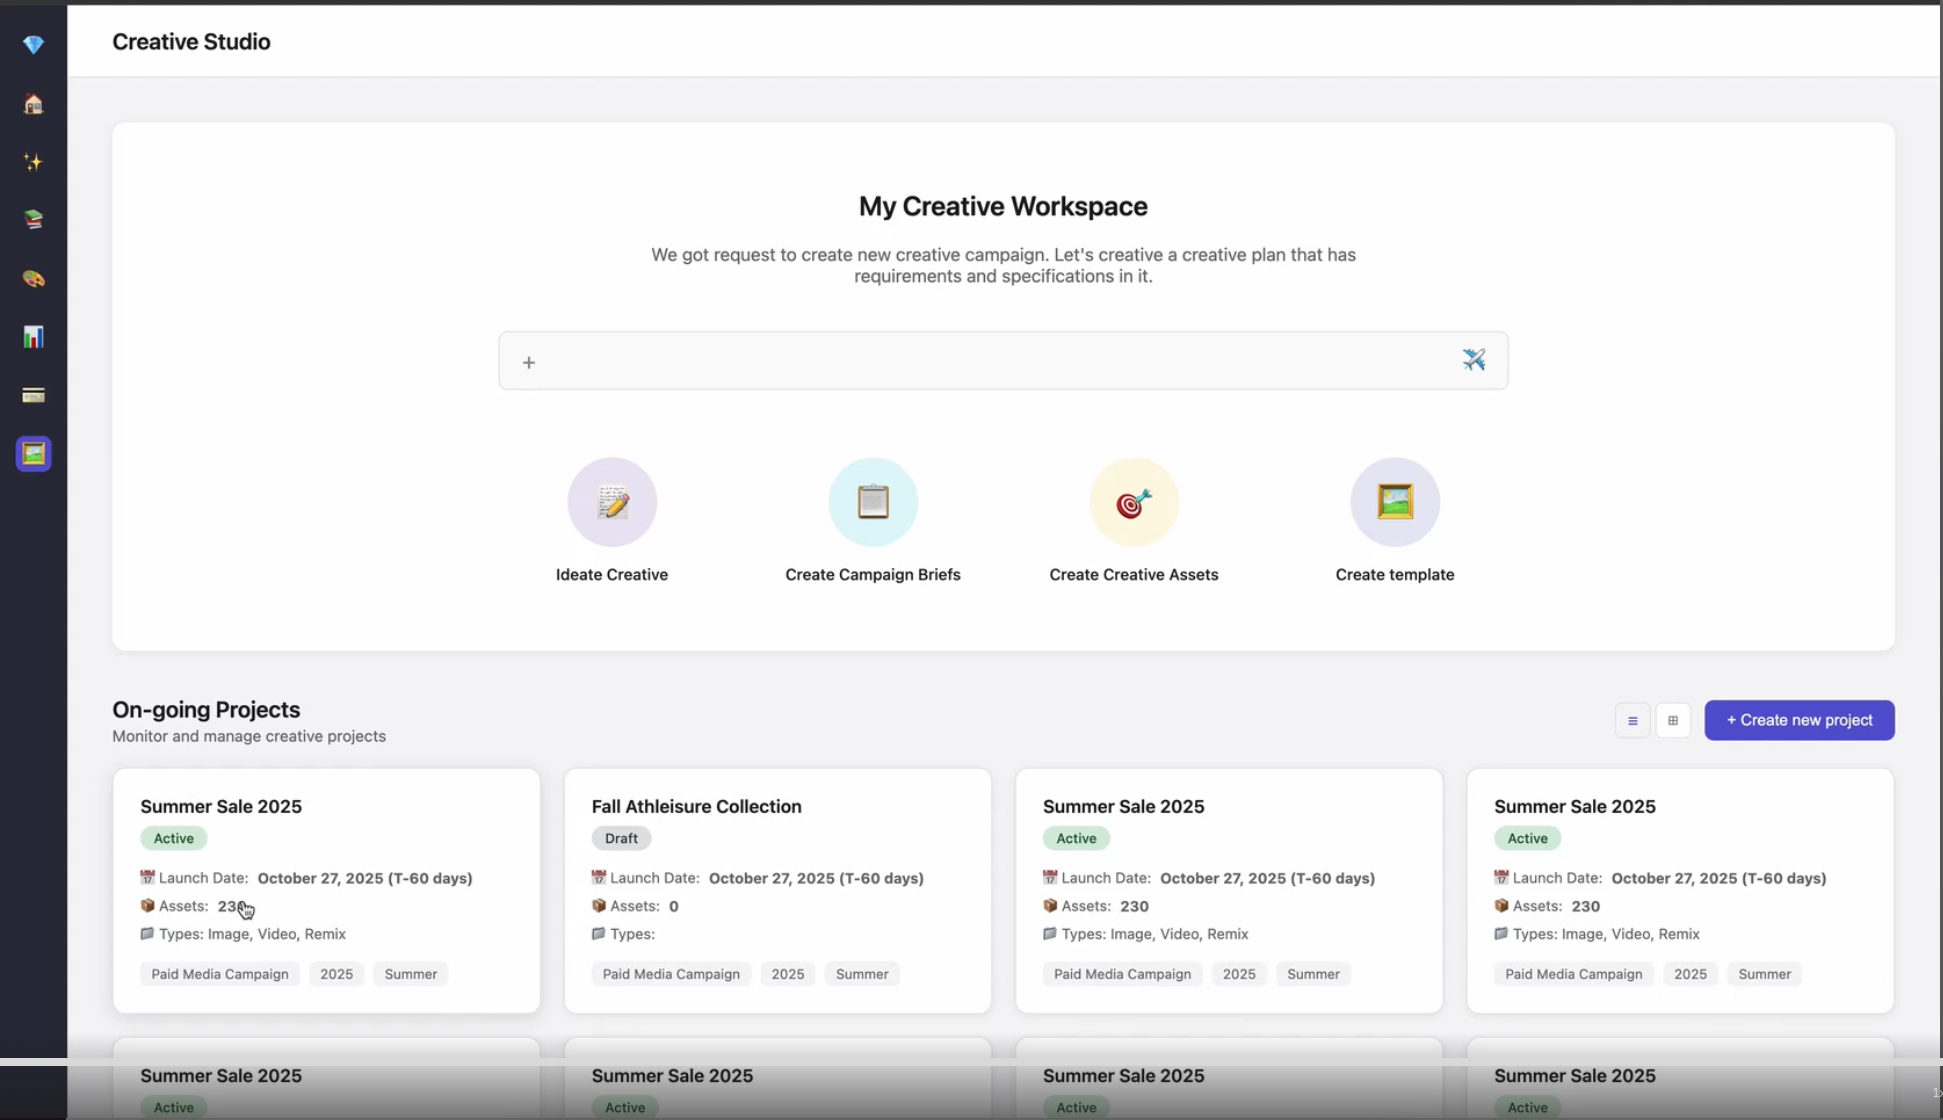 Creative Studio
My Creative Workspace
We got request to create new creative campaign. Let's creative a creative plan that has
requirements and specifications in it.
+
Ideate Creative
Create Campaign Briefs
Create Creative Assets
Create template
On-going Projects
Monitor and manage creative projects
+ Create new project
Summer Sale 2025
Active
Launch Date: October 27, 2025 (T-60 days)
Assets: 230
Types: Image, Video, Remix
Paid Media Campaign 2025 Summer
Fall Athleisure Collection
Draft
Launch Date: October 27, 2025 (T-60 days)
Assets: 0
Types:
Paid Media Campaign 2025 Summer
Summer Sale 2025
Active
Launch Date: October 27, 2025 (T-60 days)
Assets: 230
Types: Image, Video, Remix
Paid Media Campaign 2025 Summer
Summer Sale 2025
Active
Launch Date: October 27, 2025 (T-60 days)
Assets: 230
Types: Image, Video, Remix
Paid Media Campaign 2025 Summer
Summer Sale 2025
Active
Summer Sale 2025
Active
Summer Sale 2025
Active
Summer Sale 2025
Active